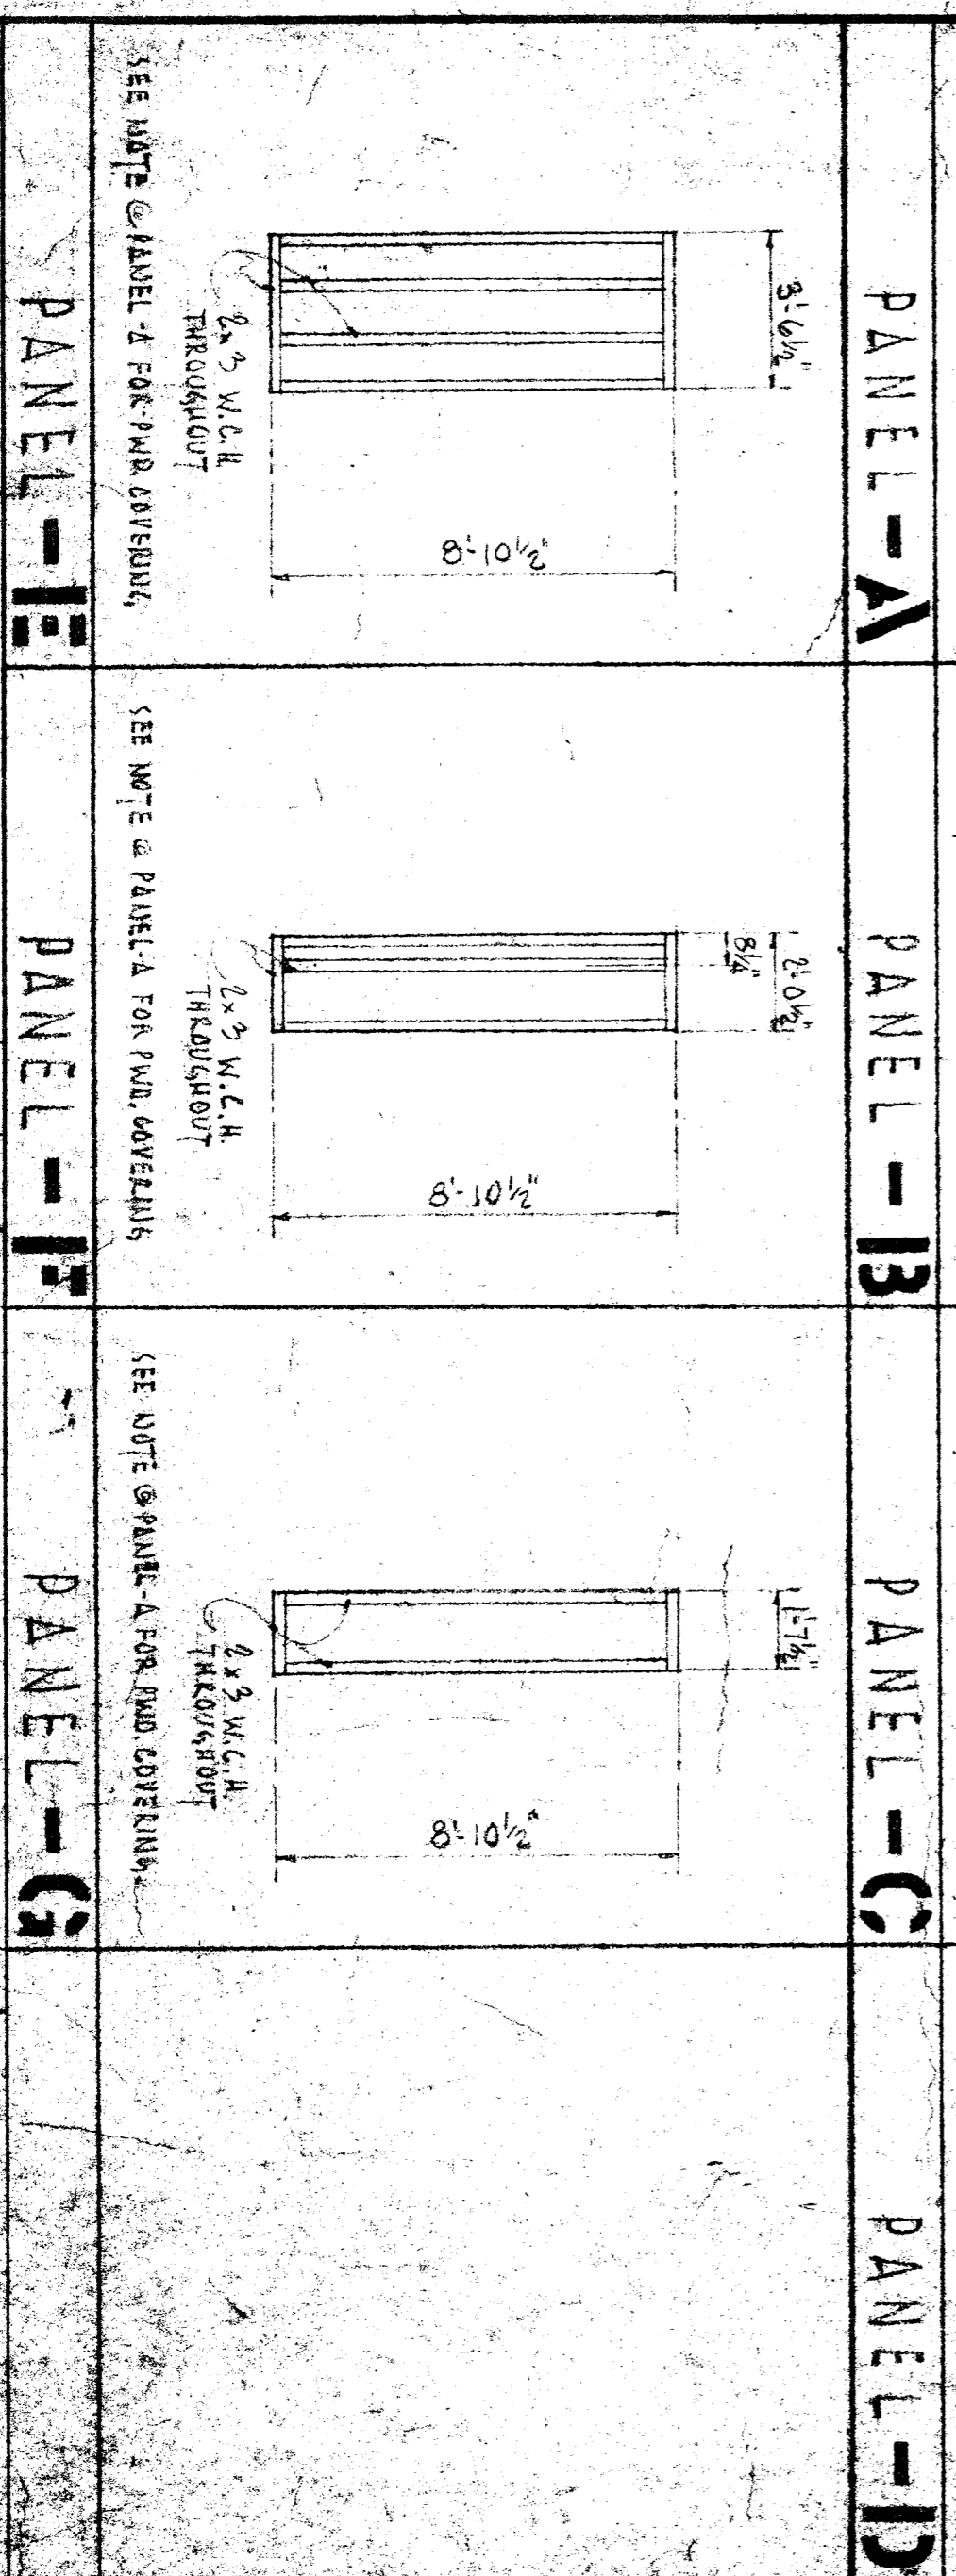 PANEL-A
PANEL-B
PANEL-C
PANEL-D
3'-6½"
8'-10½"
2x3 W.C.H.
THROUGHOUT
SEE NOTE @ PANEL-A FOR PWD. COVERING
PANEL-E
2'-0½"
8¼"
8'-10½"
2x3 W.C.H.
THROUGHOUT
SEE NOTE @ PANEL-A FOR PWD. COVERING
PANEL-F
1'-7½"
8'-10½"
2x3 W.C.H.
THROUGHOUT
SEE NOTE @ PANEL-A FOR PWD. COVERING
PANEL-G